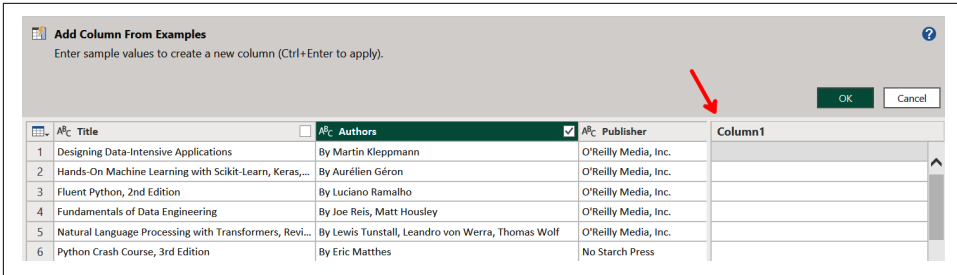 Add Column From Examples
?
Enter sample values to create a new column (Ctrl+Enter to apply).
OK Cancel
ABC Title ABC Authors ABC Publisher Column1
1 Designing Data-Intensive Applications By Martin Kleppmann O'Reilly Media, Inc.
2 Hands-On Machine Learning with Scikit-Learn, Keras,... By Aurélien Géron O'Reilly Media, Inc.
3 Fluent Python, 2nd Edition By Luciano Ramalho O'Reilly Media, Inc.
4 Fundamentals of Data Engineering By Joe Reis, Matt Housley O'Reilly Media, Inc.
5 Natural Language Processing with Transformers, Revi... By Lewis Tunstall, Leandro von Werra, Thomas Wolf O'Reilly Media, Inc.
6 Python Crash Course, 3rd Edition By Eric Matthes No Starch Press